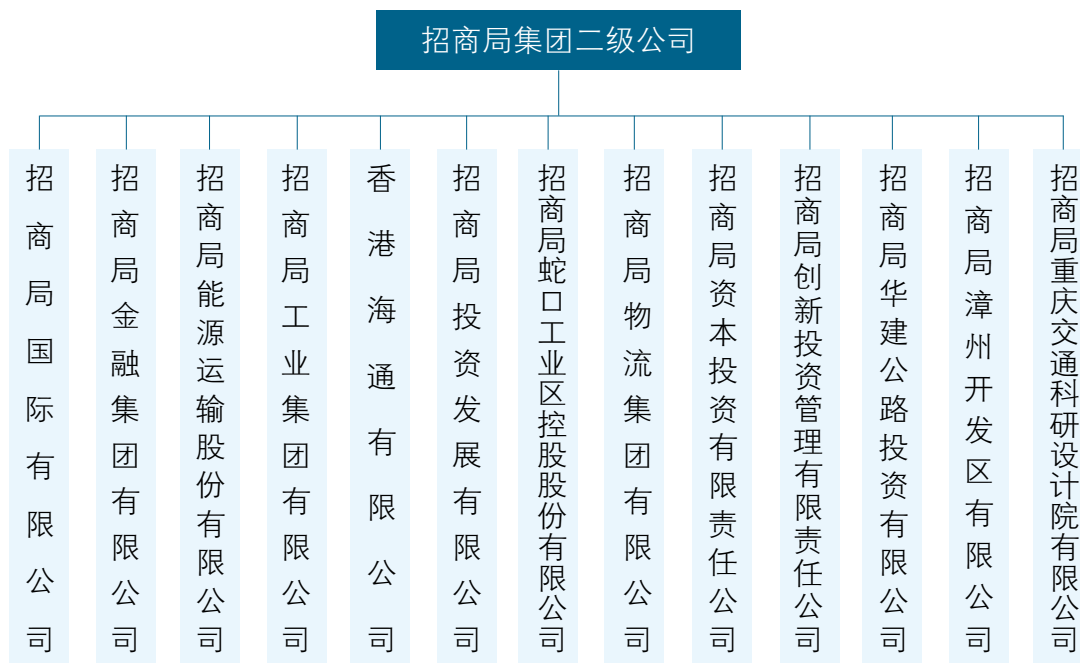 招商局集团二级公司
招商局国际有限公司
招商局金融集团有限公司
招商局能源运输股份有限公司
招商局工业集团有限公司
香港海通有限公司
招商局投资发展有限公司
招商局蛇口工业区控股股份有限公司
招商局物流集团有限公司
招商局资本投资有限责任公司
招商局创新投资管理有限责任公司
招商局华建公路投资有限公司
招商局漳州开发区有限公司
招商局重庆交通科研设计院有限公司